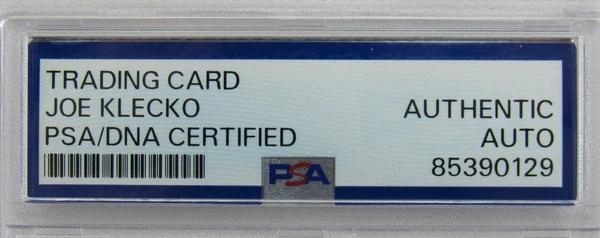 TRADING CARD
JOE KLECKO
PSA/DNA CERTIFIED
AUTHENTIC
AUTO
85390129
PSA